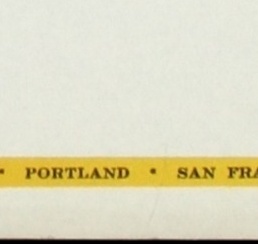 • PORTLAND • SAN FRA